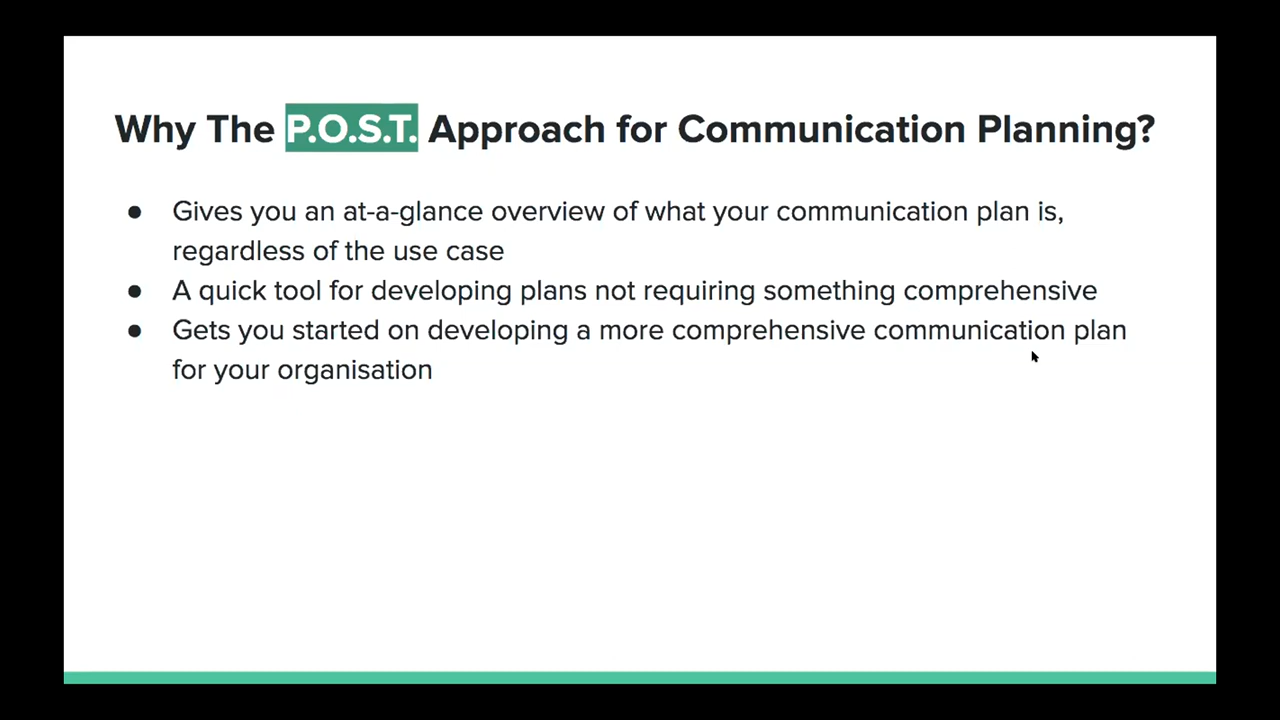 Why The P.O.S.T. Approach for Communication Planning?
● Gives you an at-a-glance overview of what your communication plan is,
regardless of the use case
● A quick tool for developing plans not requiring something comprehensive
● Gets you started on developing a more comprehensive communication plan
for your organisation